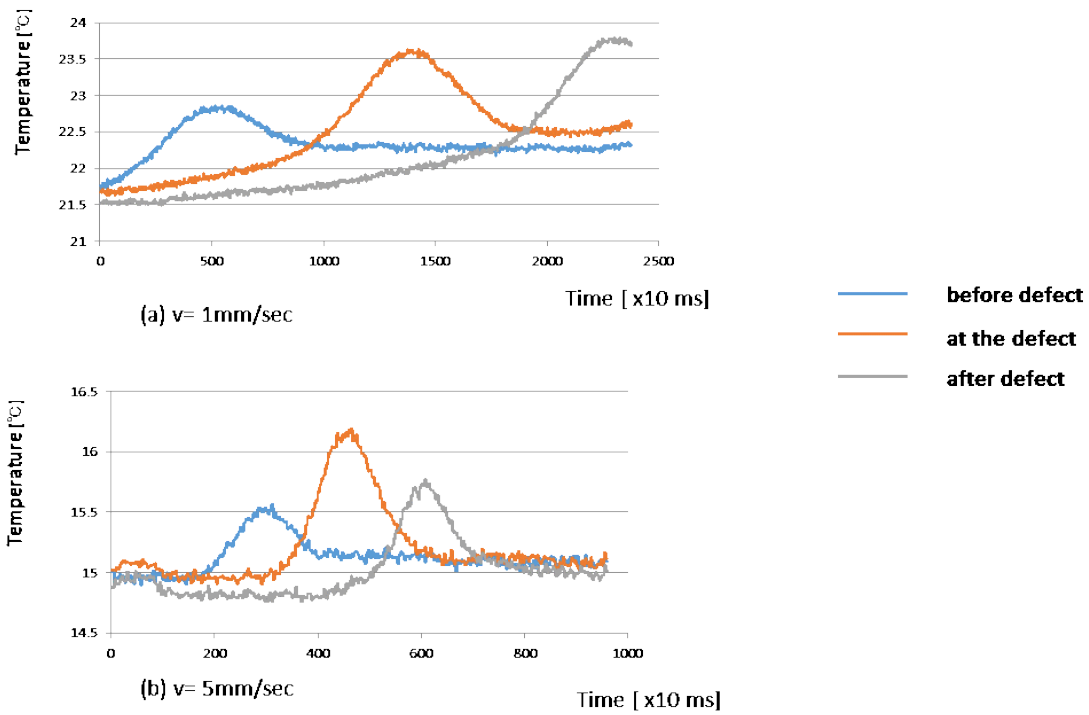 Temperature [℃]
24
23.5
23
22.5
22
21.5
21
0 500 1000 1500 2000 2500
Time [ x10 ms]
(a) v= 1mm/sec
before defect
at the defect
after defect
Temperature [℃]
16.5
16
15.5
15
14.5
0 200 400 600 800 1000
(b) v= 5mm/sec
Time [ x10 ms]